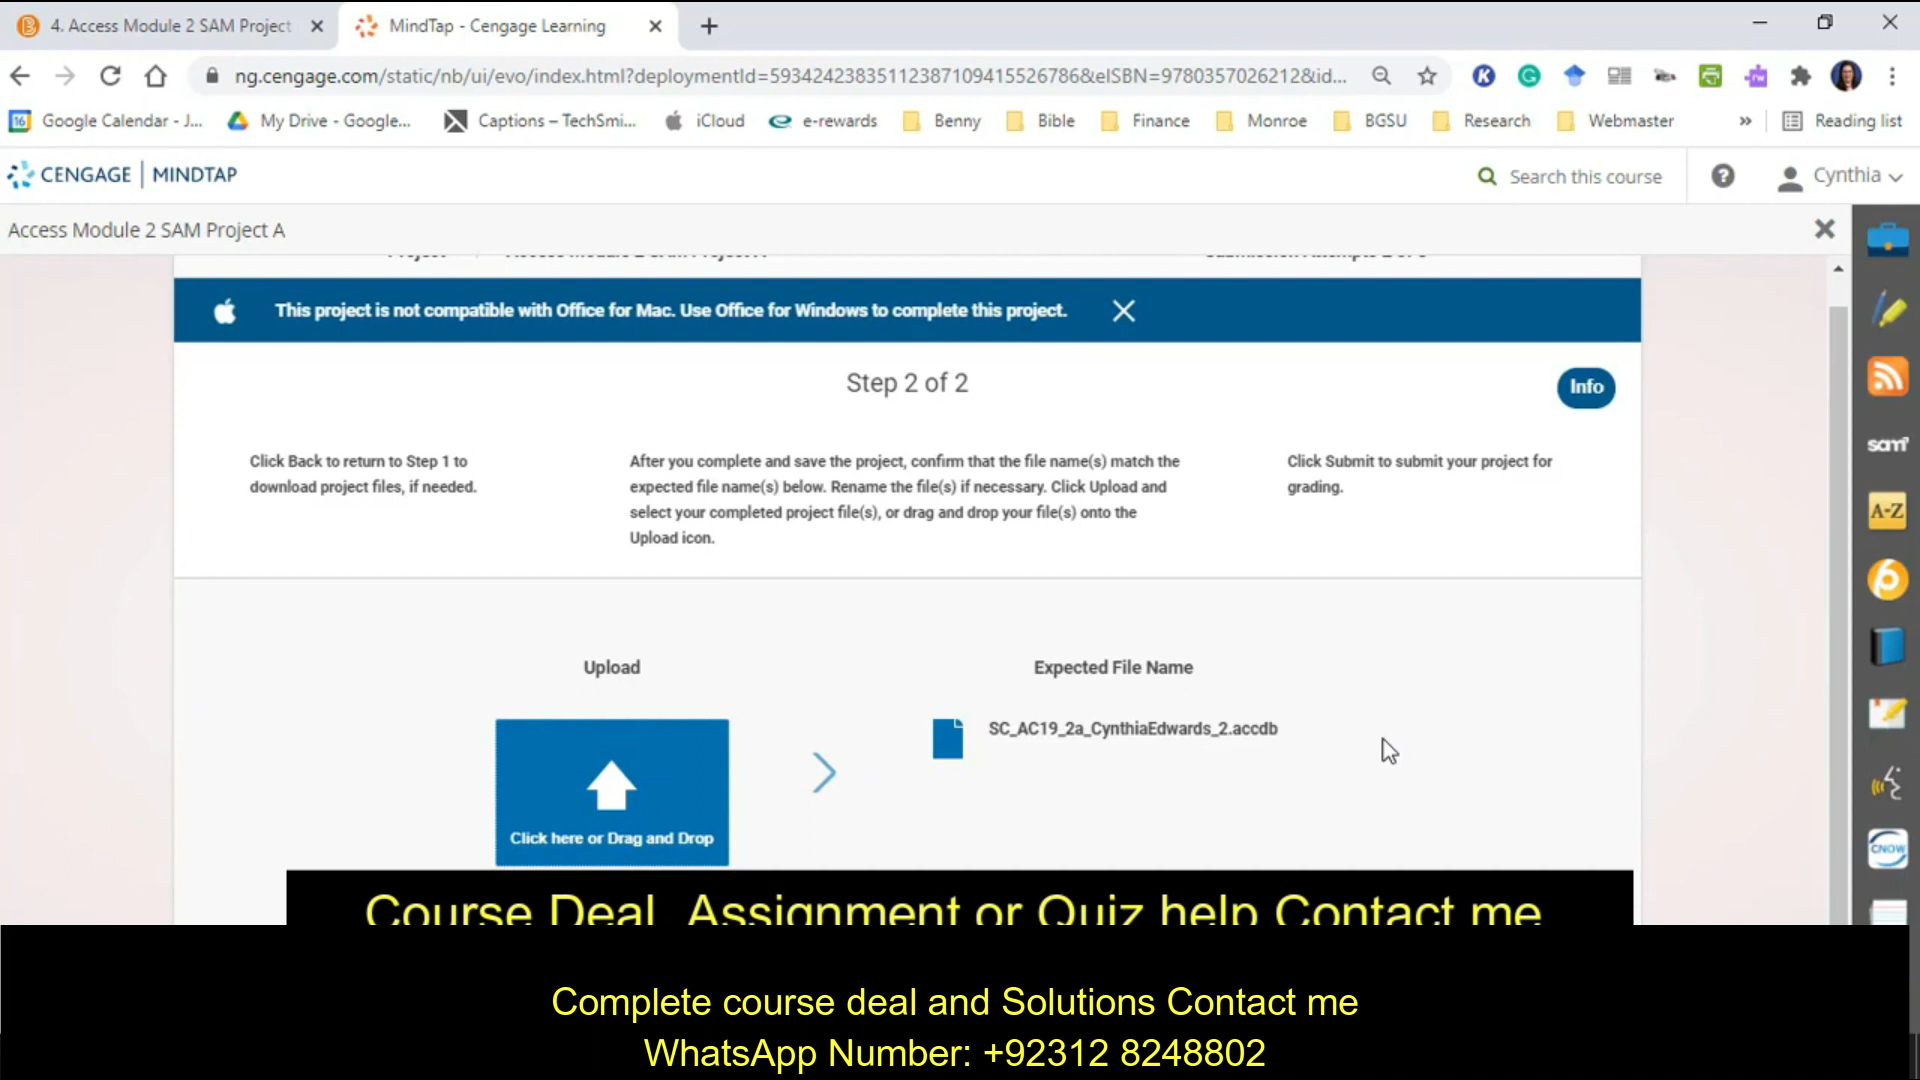 4. Access Module 2 SAM Project
MindTap - Cengage Learning
ng.cengage.com/static/nb/ui/evo/index.html?deploymentId=59342423835112387109415526786&eISBN=9780357026212&id...
Google Calendar - J...
My Drive - Google...
Captions – TechSmi...
iCloud
e-rewards
Benny
Bible
Finance
Monroe
BGSU
Research
Webmaster
»
Reading list
CENGAGE | MINDTAP
Search this course
Cynthia
Access Module 2 SAM Project A
This project is not compatible with Office for Mac. Use Office for Windows to complete this project.
Step 2 of 2
Info
Click Back to return to Step 1 to
download project files, if needed.
After you complete and save the project, confirm that the file name(s) match the
expected file name(s) below. Rename the file(s) if necessary. Click Upload and
select your completed project file(s), or drag and drop your file(s) onto the
Upload icon.
Click Submit to submit your project for
grading.
Upload
Expected File Name
SC_AC19_2a_CynthiaEdwards_2.accdb
Click here or Drag and Drop
sam
A-Z
CNOW
Course Deal Assignment or Quiz help Contact me
Complete course deal and Solutions Contact me
WhatsApp Number: +92312 8248802